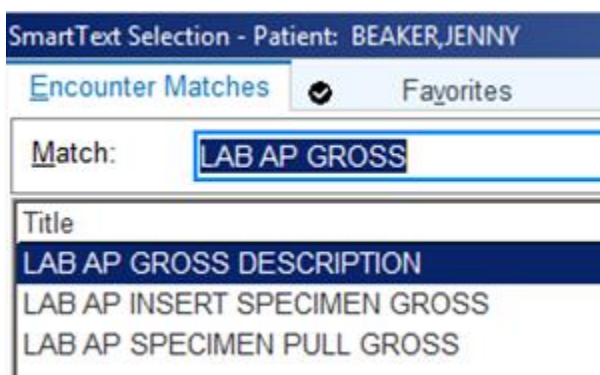 SmartText Selection - Patient: BEAKER,JENNY
Encounter Matches Favorites
Match: LAB AP GROSS
Title
LAB AP GROSS DESCRIPTION
LAB AP INSERT SPECIMEN GROSS
LAB AP SPECIMEN PULL GROSS